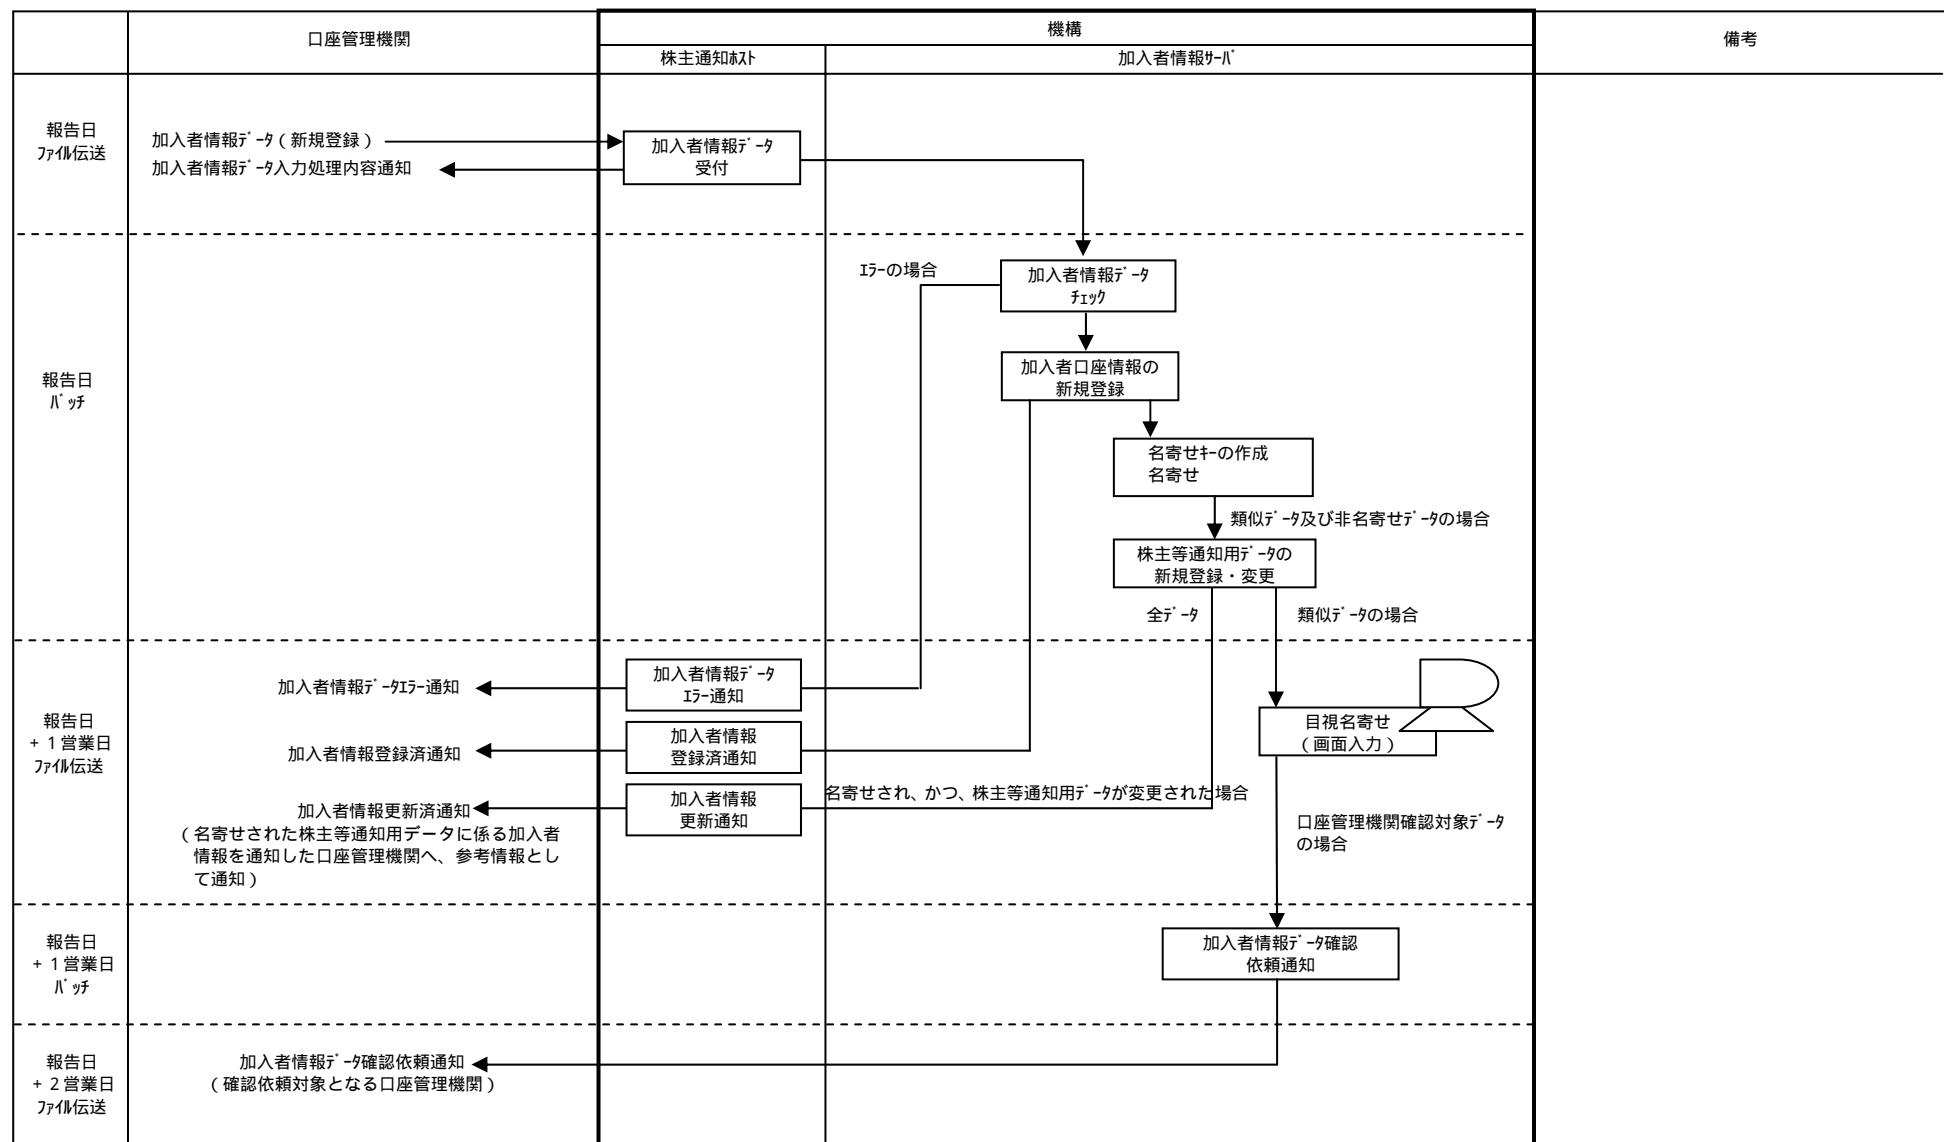 口座管理機関
機構
備考
株主通知ﾎｽﾄ
加入者情報ｻｰﾊﾞ
報告日
ﾌｧｲﾙ伝送
加入者情報ﾃﾞｰﾀ（新規登録）
加入者情報ﾃﾞｰﾀ入力処理内容通知
加入者情報ﾃﾞｰﾀ
受付
報告日
ﾊﾞｯﾁ
ｴﾗｰの場合
加入者情報ﾃﾞｰﾀ
ﾁｪｯｸ
加入者口座情報の
新規登録
名寄せｷｰの作成
名寄せ
類似ﾃﾞｰﾀ及び非名寄せﾃﾞｰﾀの場合
株主等通知用ﾃﾞｰﾀの
新規登録・変更
全ﾃﾞｰﾀ
類似ﾃﾞｰﾀの場合
報告日
＋１営業日
ﾌｧｲﾙ伝送
加入者情報ﾃﾞｰﾀｴﾗｰ通知
加入者情報ﾃﾞｰﾀ
ｴﾗｰ通知
加入者情報登録済通知
加入者情報
登録済通知
目視名寄せ
（画面入力）
加入者情報更新済通知
（名寄せされた株主等通知用データに係る加入者
情報を通知した口座管理機関へ、参考情報とし
て通知）
加入者情報
更新通知
名寄せされ、かつ、株主等通知用ﾃﾞｰﾀが変更された場合
口座管理機関確認対象ﾃﾞｰﾀ
の場合
報告日
＋１営業日
ﾊﾞｯﾁ
加入者情報ﾃﾞｰﾀ確認
依頼通知
報告日
＋２営業日
ﾌｧｲﾙ伝送
加入者情報ﾃﾞｰﾀ確認依頼通知
（確認依頼対象となる口座管理機関）